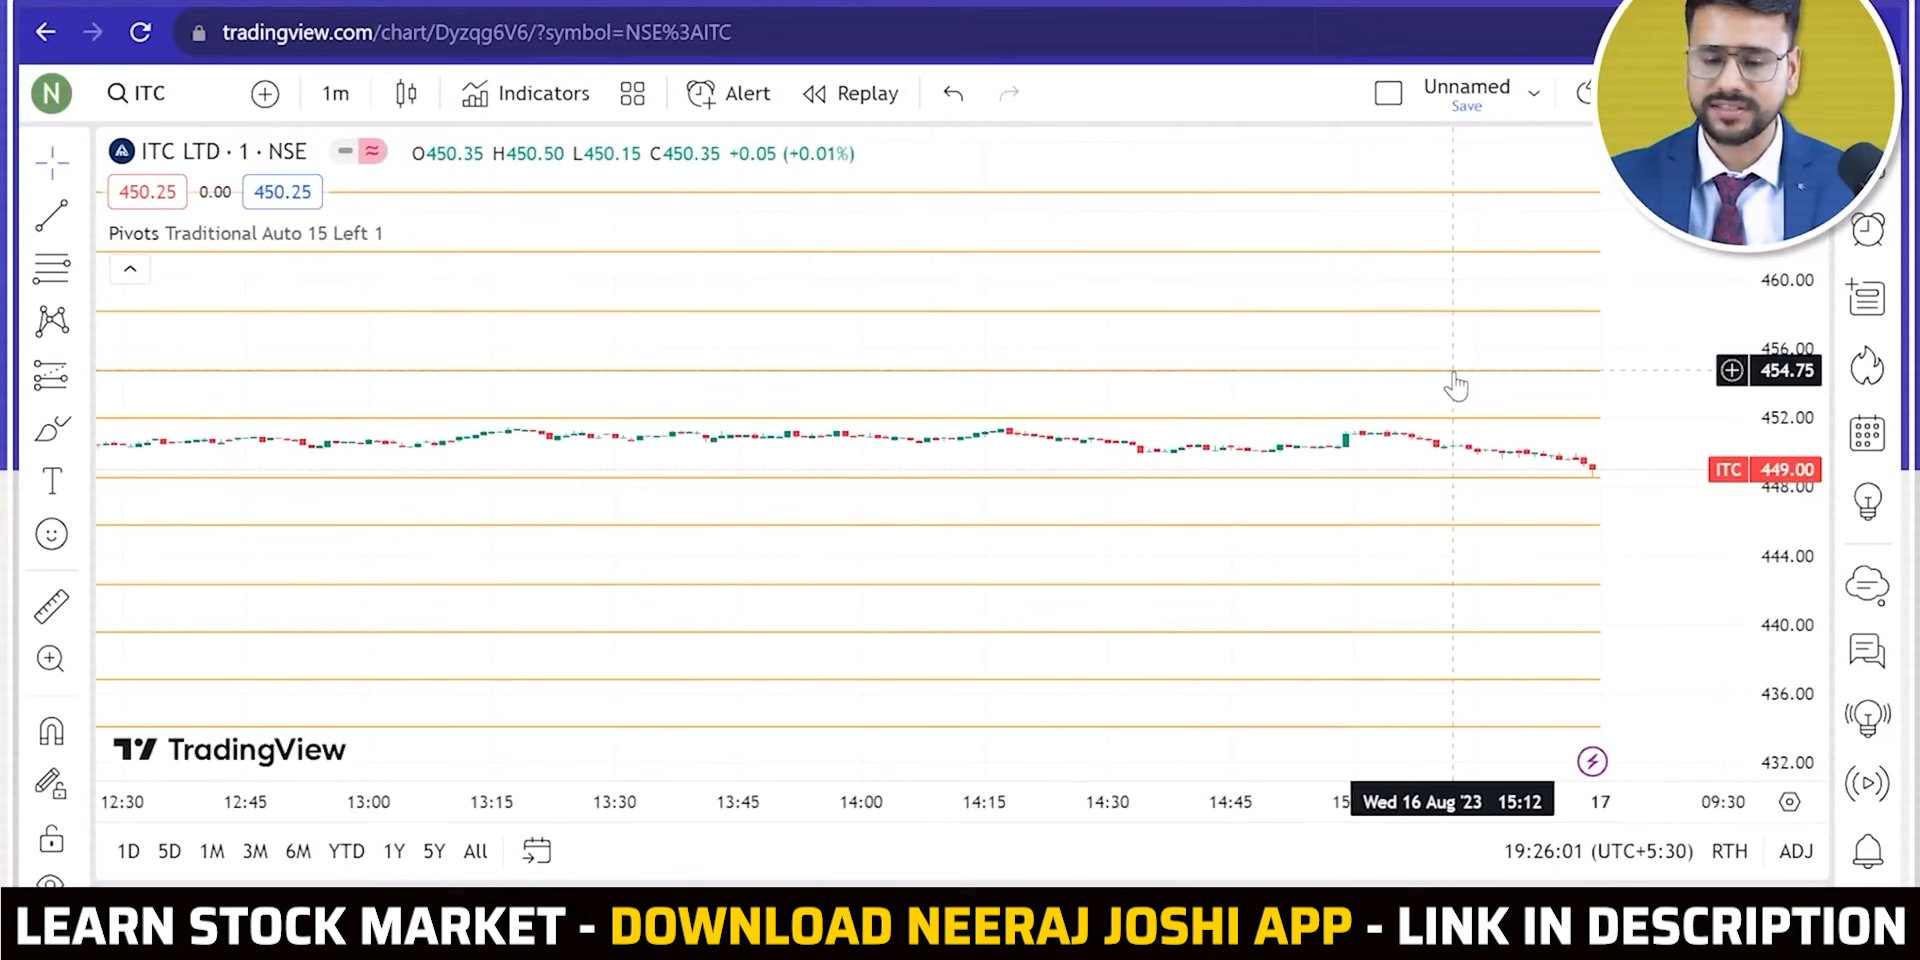 tradingview.com/chart/Dyzqg6V6/?symbol=NSE%3AITC
N ITC 1m Indicators Alert Replay Unnamed
Save
ITC LTD · 1 · NSE O450.35 H450.50 L450.15 C450.35 +0.05 (+0.01%)
450.25 0.00 450.25
Pivots Traditional Auto 15 Left 1
460.00
456.00
454.75
452.00
ITC 449.00
448.00
444.00
440.00
436.00
432.00
TradingView
12:30 12:45 13:00 13:15 13:30 13:45 14:00 14:15 14:30 14:45 15 Wed 16 Aug '23 15:12 17 09:30
1D 5D 1M 3M 6M YTD 1Y 5Y All 19:26:01 (UTC+5:30) RTH ADJ
LEARN STOCK MARKET - DOWNLOAD NEERAJ JOSHI APP - LINK IN DESCRIPTION